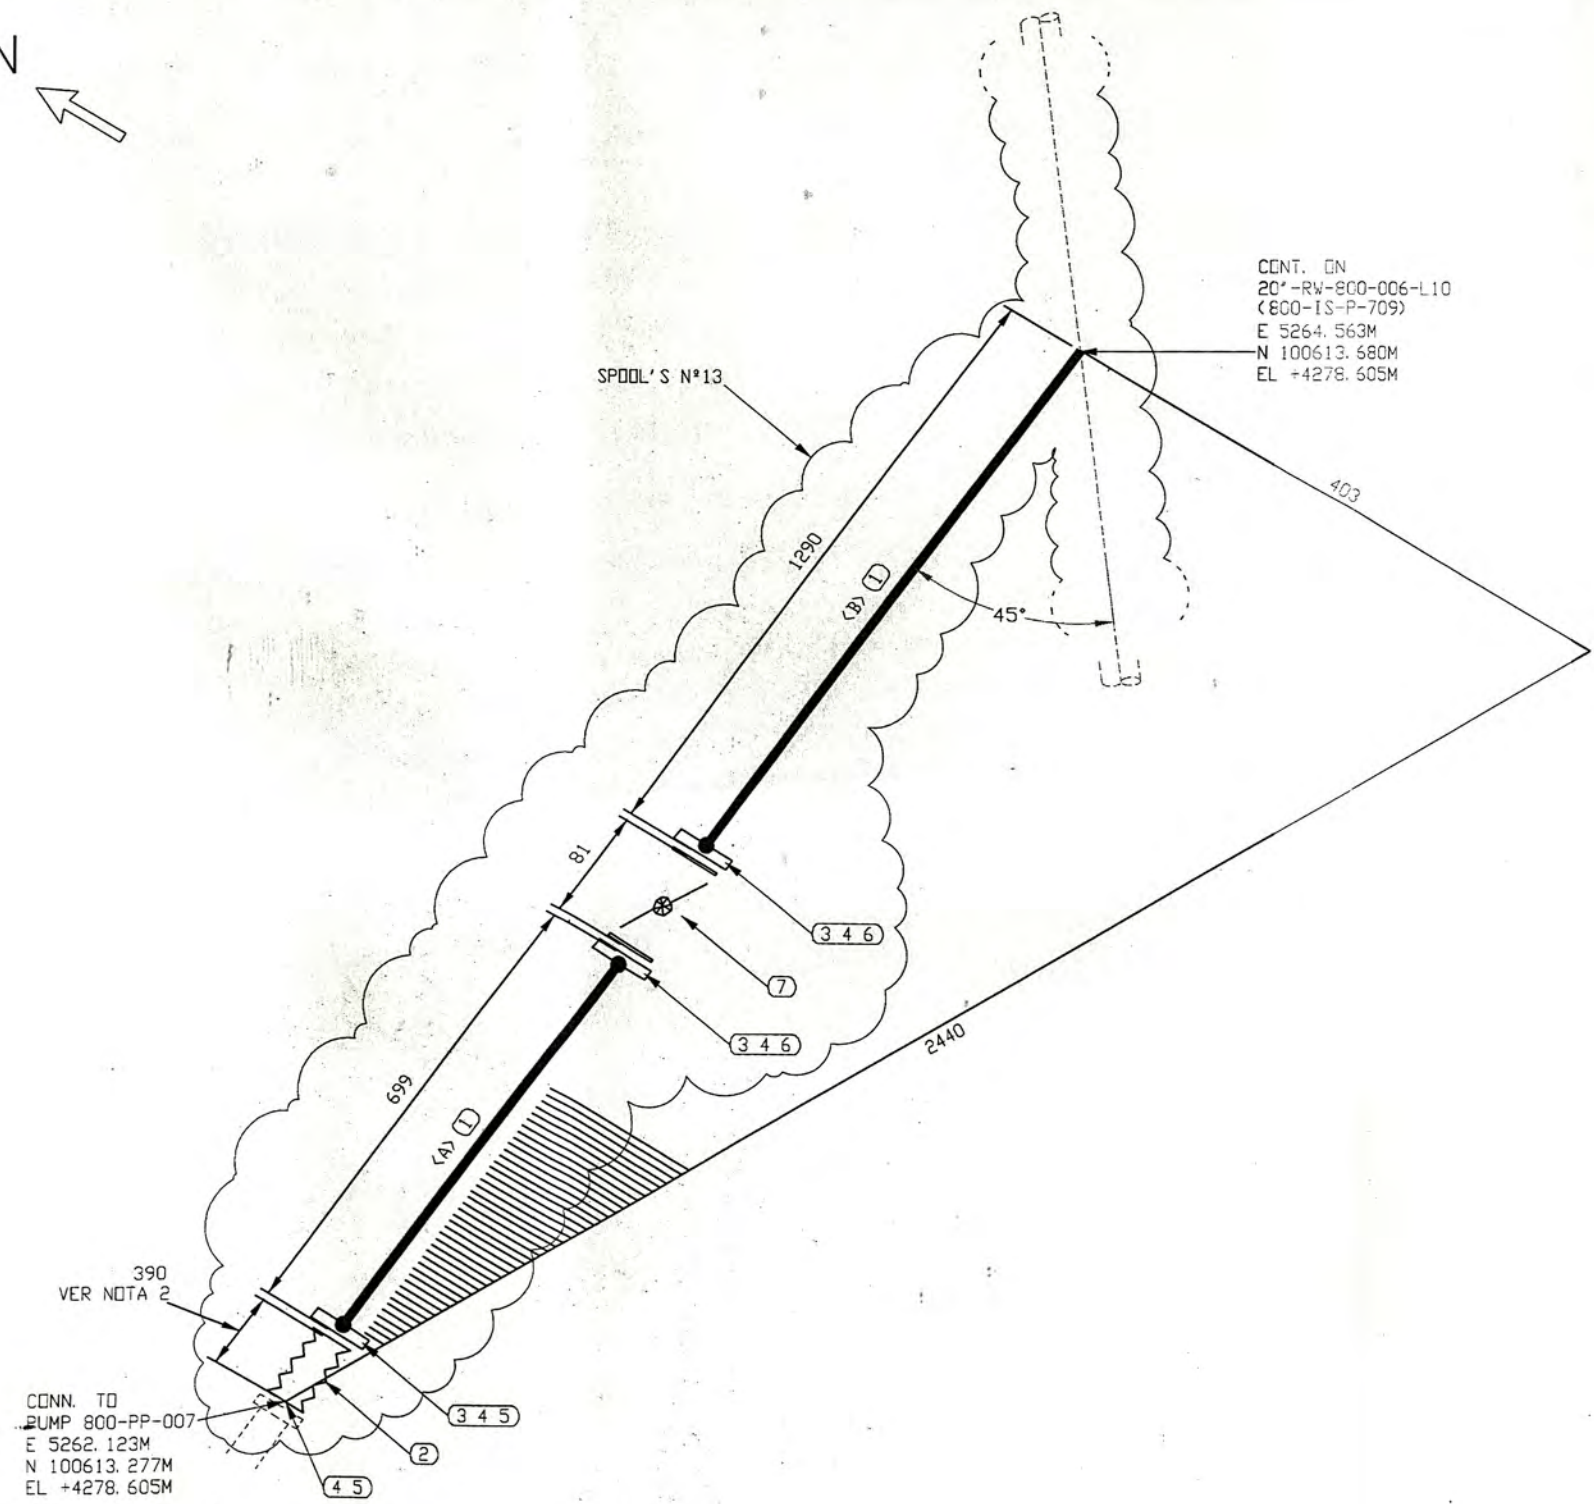 N
CONT. ON
20"-RW-800-006-L10
(800-IS-P-709)
E 5264.563M
N 100613.680M
EL +4278.605M
SPOOL'S Nº13
403
1290
<B> 1
45°
81
3 4 6
7
3 4 6
2440
699
<A> 1
390
VER NOTA 2
CONN. TO
PUMP 800-PP-007
E 5262.123M
N 100613.277M
EL +4278.605M
3 4 5
2
4 5